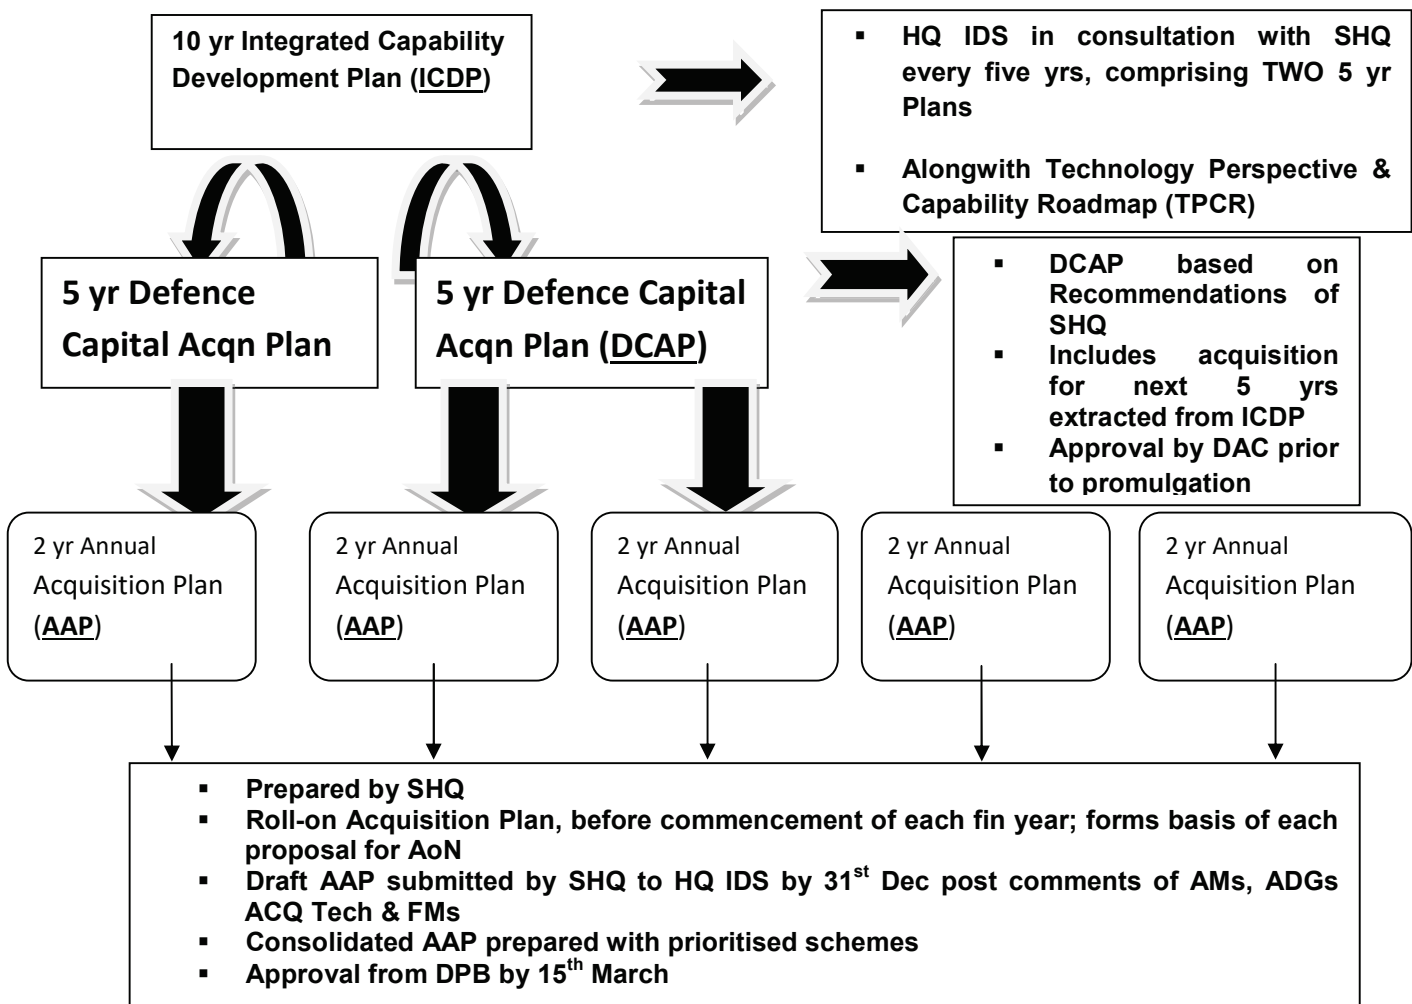 10 yr Integrated Capability
Development Plan (ICDP)
▪ HQ IDS in consultation with SHQ
every five yrs, comprising TWO 5 yr
Plans
▪ Alongwith Technology Perspective &
Capability Roadmap (TPCR)
5 yr Defence
Capital Acqn Plan
5 yr Defence Capital
Acqn Plan (DCAP)
▪ DCAP based on
Recommendations of
SHQ
▪ Includes acquisition
for next 5 yrs
extracted from ICDP
▪ Approval by DAC prior
to promulgation
2 yr Annual
Acquisition Plan
(AAP)
2 yr Annual
Acquisition Plan
(AAP)
2 yr Annual
Acquisition Plan
(AAP)
2 yr Annual
Acquisition Plan
(AAP)
2 yr Annual
Acquisition Plan
(AAP)
▪ Prepared by SHQ
▪ Roll-on Acquisition Plan, before commencement of each fin year; forms basis of each
proposal for AoN
▪ Draft AAP submitted by SHQ to HQ IDS by 31st Dec post comments of AMs, ADGs
ACQ Tech & FMs
▪ Consolidated AAP prepared with prioritised schemes
▪ Approval from DPB by 15th March